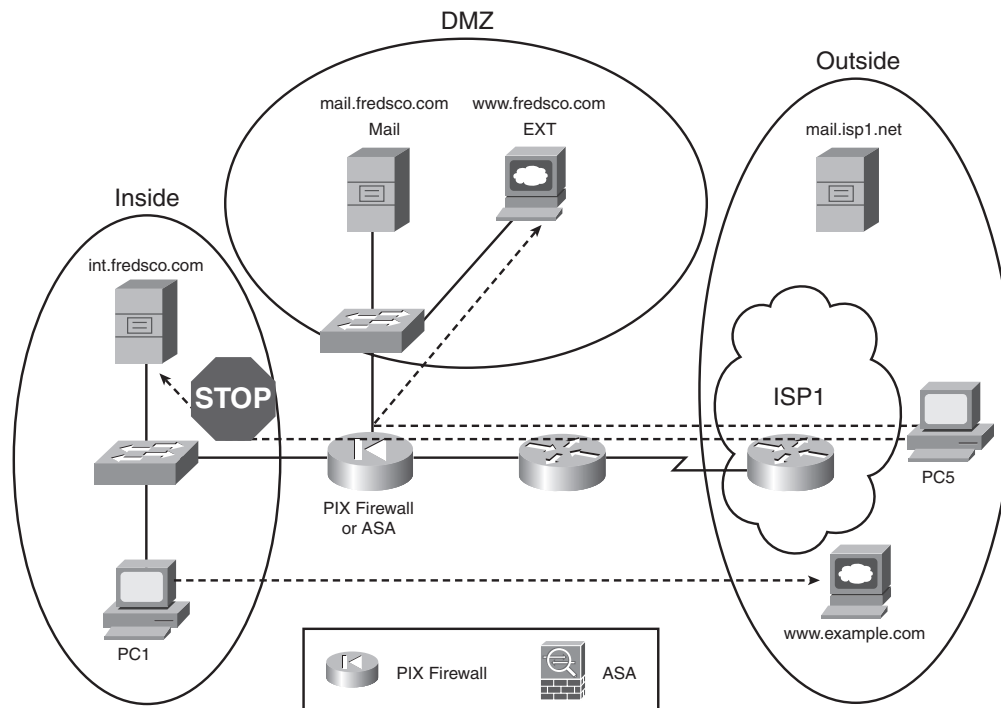 DMZ
Outside
mail.fredsco.com
www.fredsco.com
mail.isp1.net
Mail
EXT
Inside
int.fredsco.com
STOP
ISP1
PC5
PIX Firewall
or ASA
www.example.com
PC1
PIX Firewall
ASA